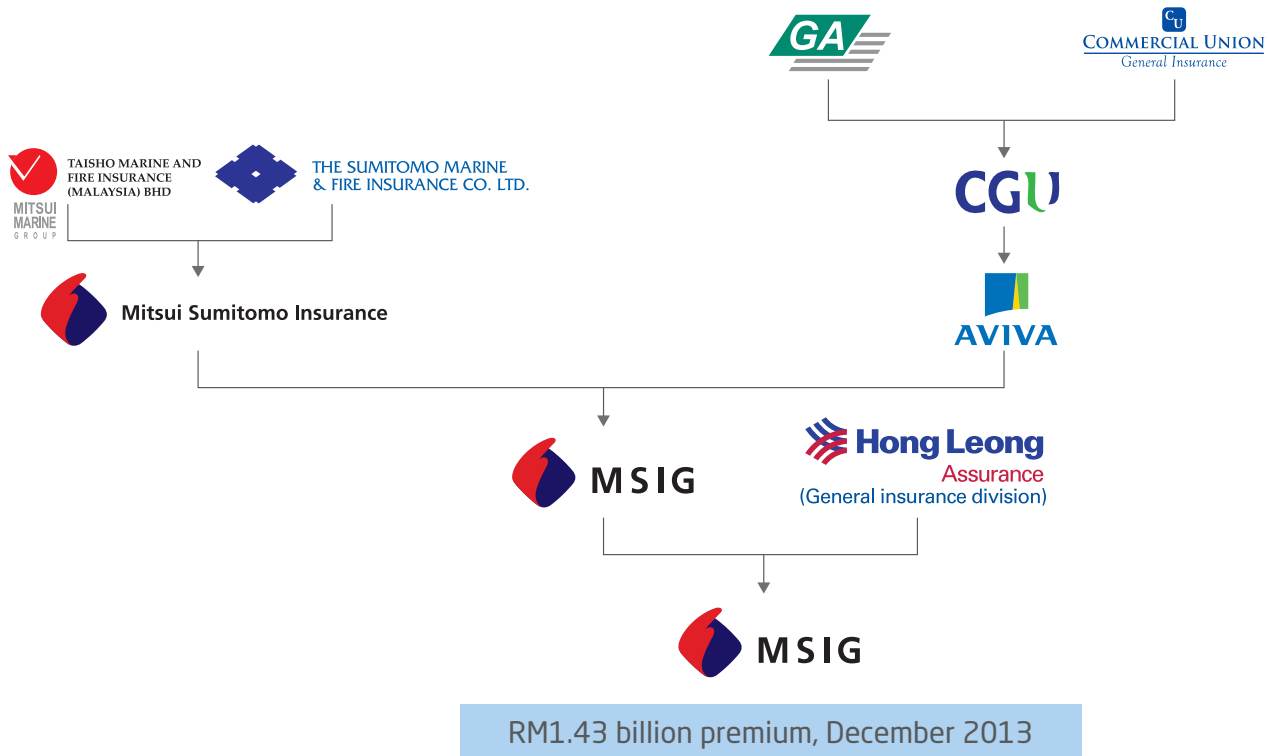 GA
CU
COMMERCIAL UNION
General Insurance
TAISHO MARINE AND
FIRE INSURANCE
(MALAYSIA) BHD
MITSUI
MARINE
GROUP
THE SUMITOMO MARINE
& FIRE INSURANCE CO. LTD.
CGU
Mitsui Sumitomo Insurance
AVIVA
MSIG
Hong Leong
Assurance
(General insurance division)
MSIG
RM1.43 billion premium, December 2013